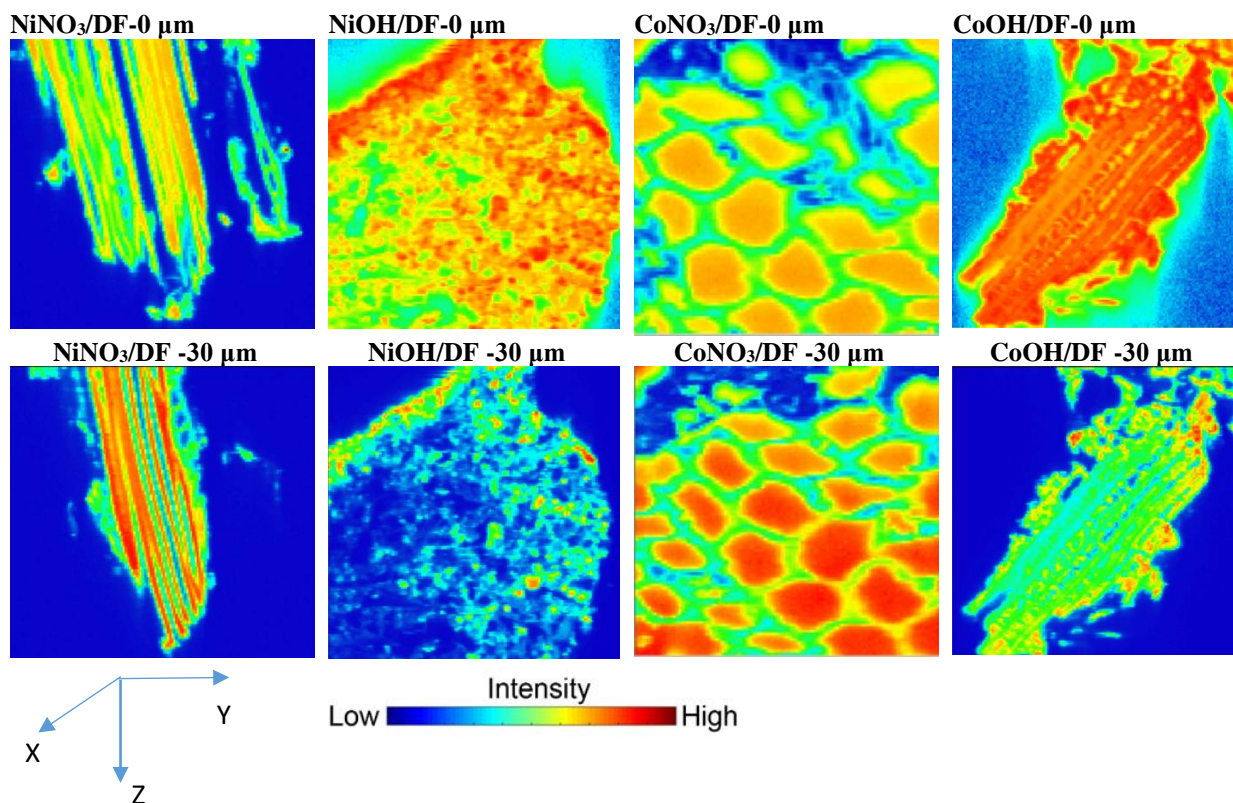 NiNO₃/DF-0 µm NiOH/DF-0 µm CoNO₃/DF-0 µm CoOH/DF-0 µm
NiNO₃/DF -30 µm NiOH/DF -30 µm CoNO₃/DF -30 µm CoOH/DF -30 µm
Intensity
Low High
Y
X
Z